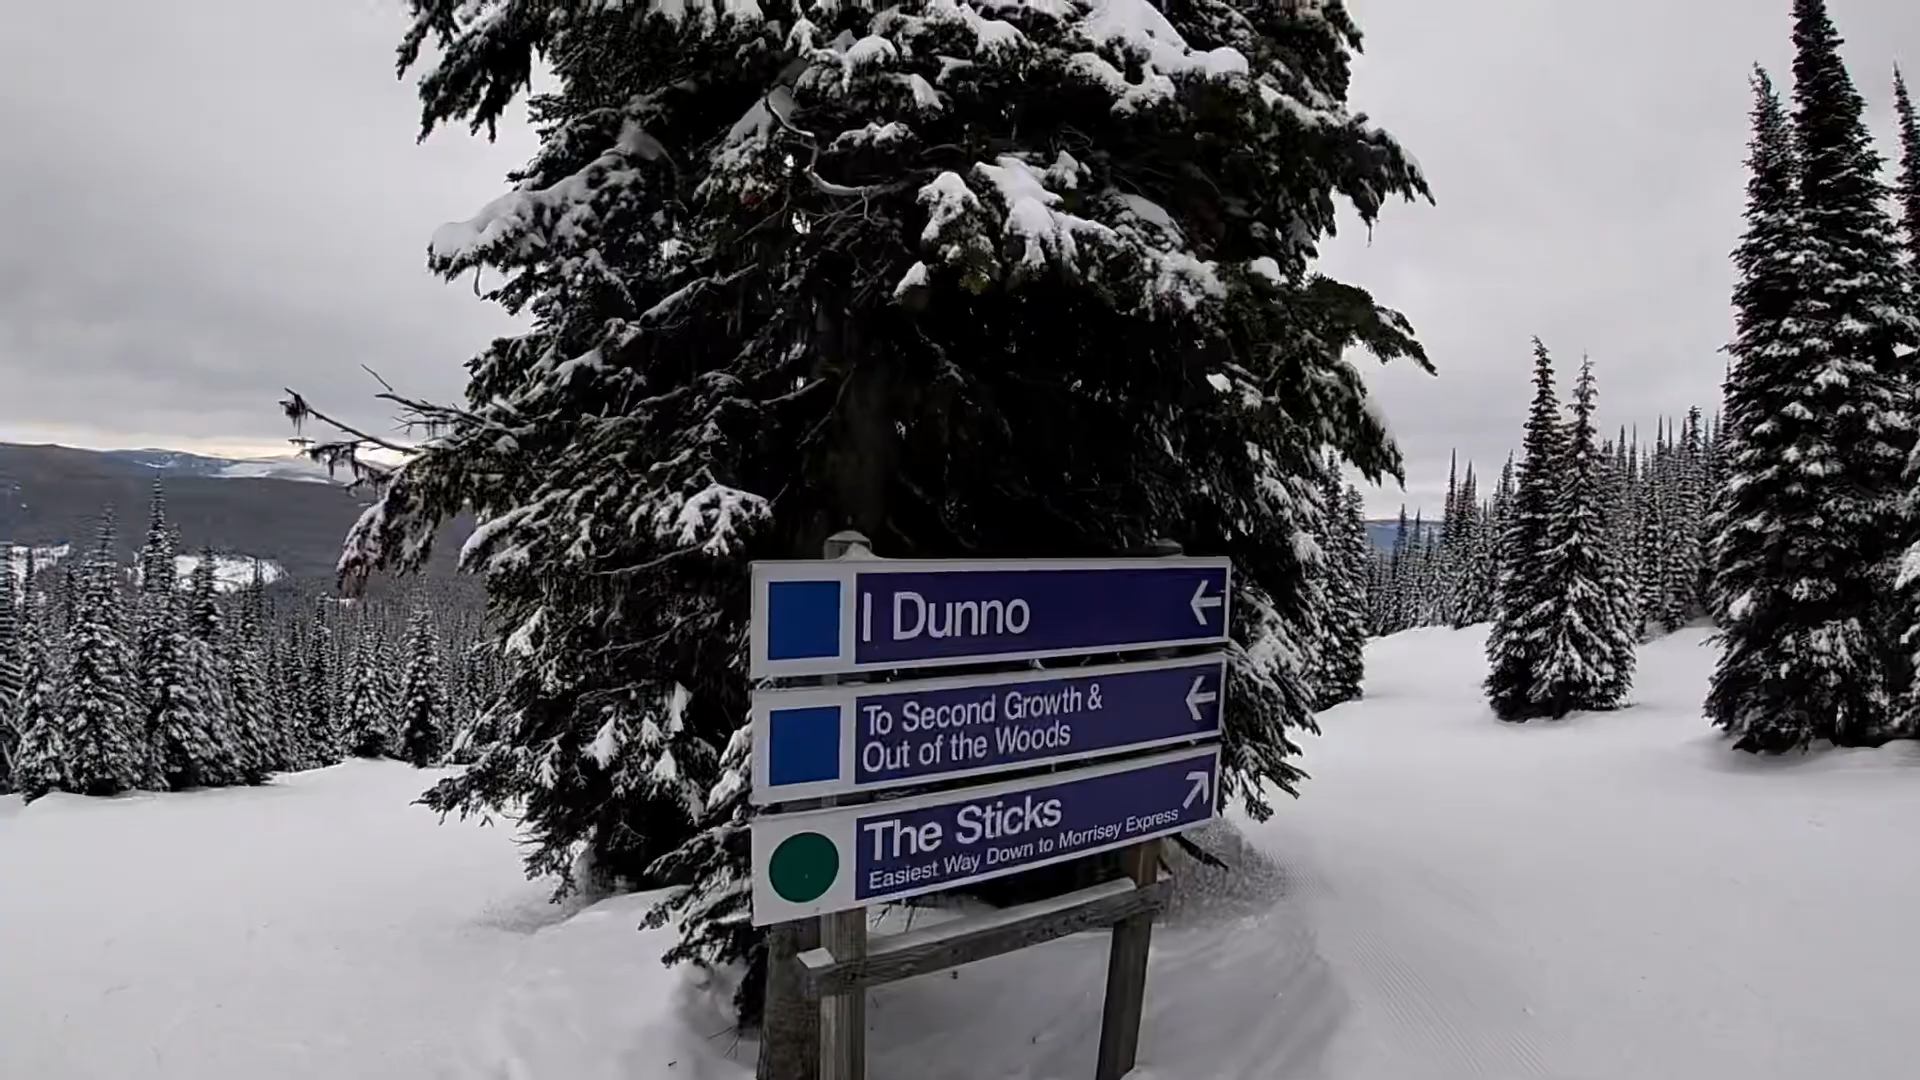 I Dunno
To Second Growth &
Out of the Woods
The Sticks
Easiest Way Down to Morrisey Express